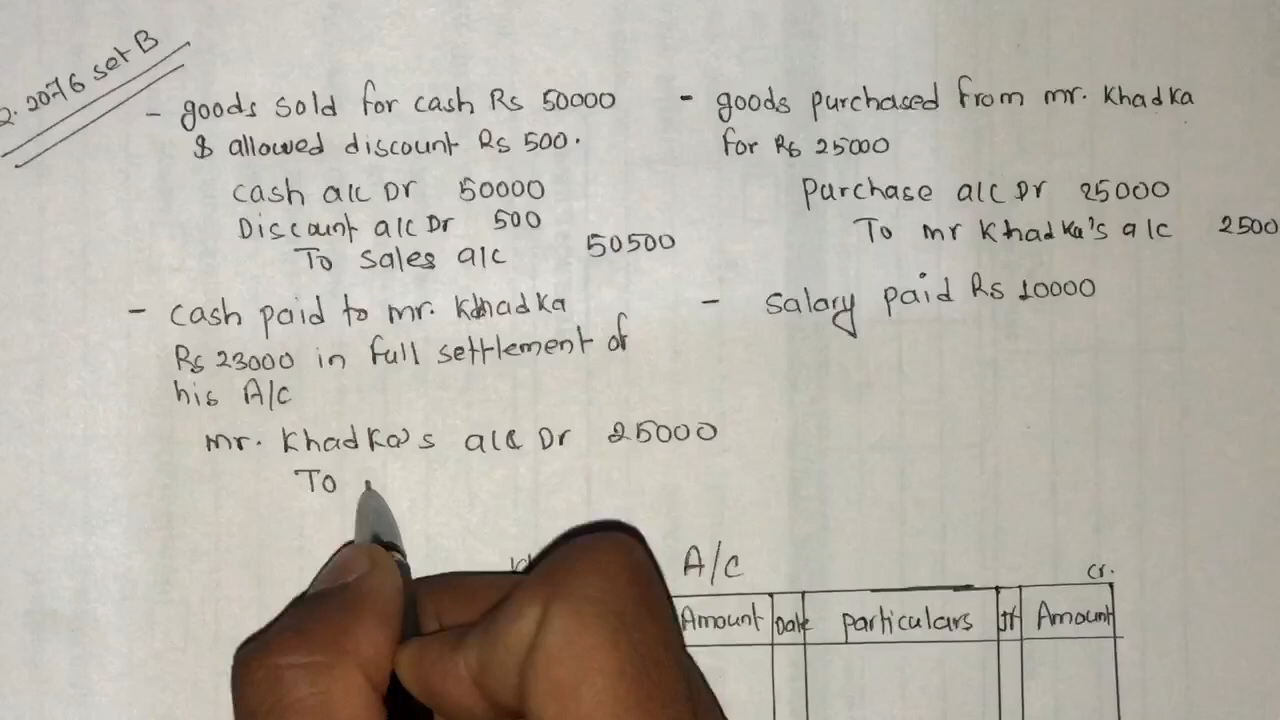 2. 2076 set B
- goods sold for cash Rs 50000
& allowed discount Rs 500.
cash a/c Dr 50000
Discount a/c Dr 500
To sales a/c 50500
- cash paid to mr. Khadka
Rs 23000 in full settlement of
his A/c
mr. Khadka's a/c Dr 25000
To
- goods purchased from mr. Khadka
for Rs 25000
Purchase a/c Dr 25000
To mr Khadka's a/c 2500
- Salary paid Rs 10000
A/c
cr.
Amount Date particulars Jf Amount